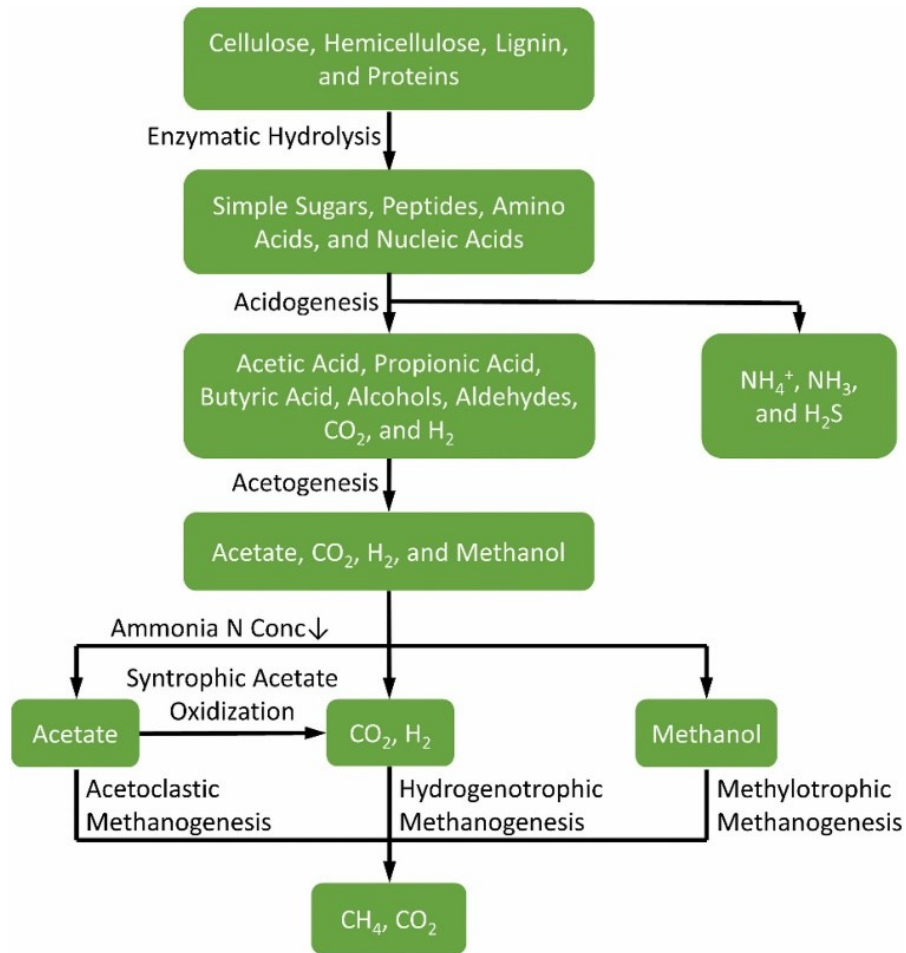 Cellulose, Hemicellulose, Lignin,
and Proteins
Enzymatic Hydrolysis
Simple Sugars, Peptides, Amino
Acids, and Nucleic Acids
Acidogenesis
Acetic Acid, Propionic Acid,
Butyric Acid, Alcohols, Aldehydes,
CO₂, and H₂
NH₄⁺, NH₃,
and H₂S
Acetogenesis
Acetate, CO₂, H₂, and Methanol
Ammonia N Conc↓
Syntrophic Acetate
Oxidization
Acetate
CO₂, H₂
Methanol
Acetoclastic
Methanogenesis
Hydrogenotrophic
Methanogenesis
Methylotrophic
Methanogenesis
CH₄, CO₂